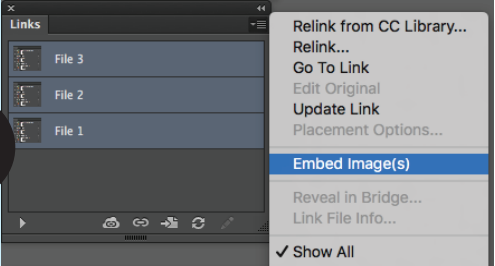 Links
File 3
File 2
File 1
Relink from CC Library...
Relink...
Go To Link
Edit Original
Update Link
Placement Options...
Embed Image(s)
Reveal in Bridge...
Link File Info...
✓ Show All